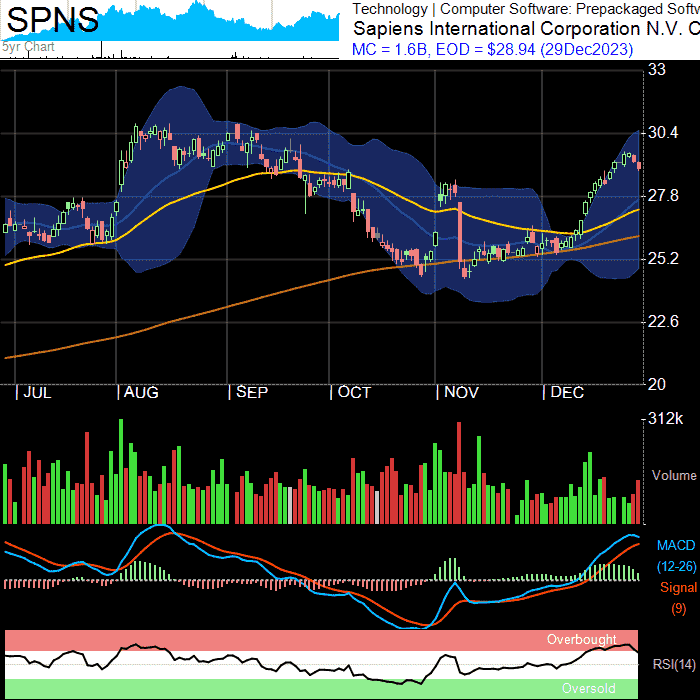 SPNS
5yr Chart
Technology | Computer Software: Prepackaged Softw
Sapiens International Corporation N.V. C
MC = 1.6B, EOD = $28.94 (29Dec2023)
33
30.4
27.8
25.2
22.6
20
|JUL |AUG |SEP |OCT |NOV |DEC
312k
Volume
MACD
(12-26)
Signal
(9)
Overbought
RSI(14)
Oversold